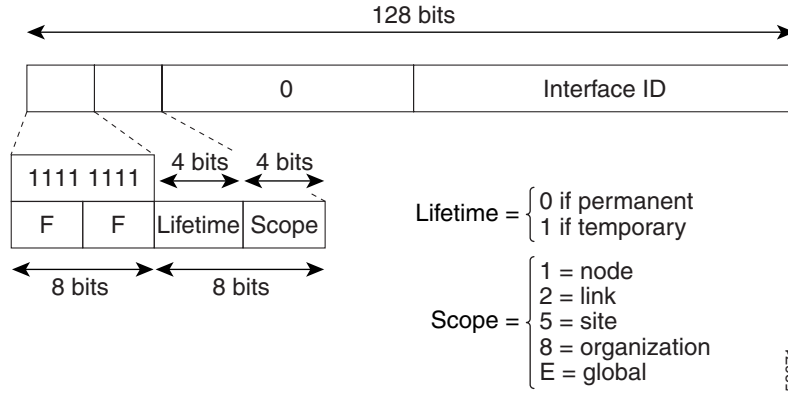 128 bits
0 Interface ID
4 bits 4 bits
1111 1111
F F Lifetime Scope
8 bits 8 bits
Lifetime = { 0 if permanent
1 if temporary
Scope = { 1 = node
2 = link
5 = site
8 = organization
E = global